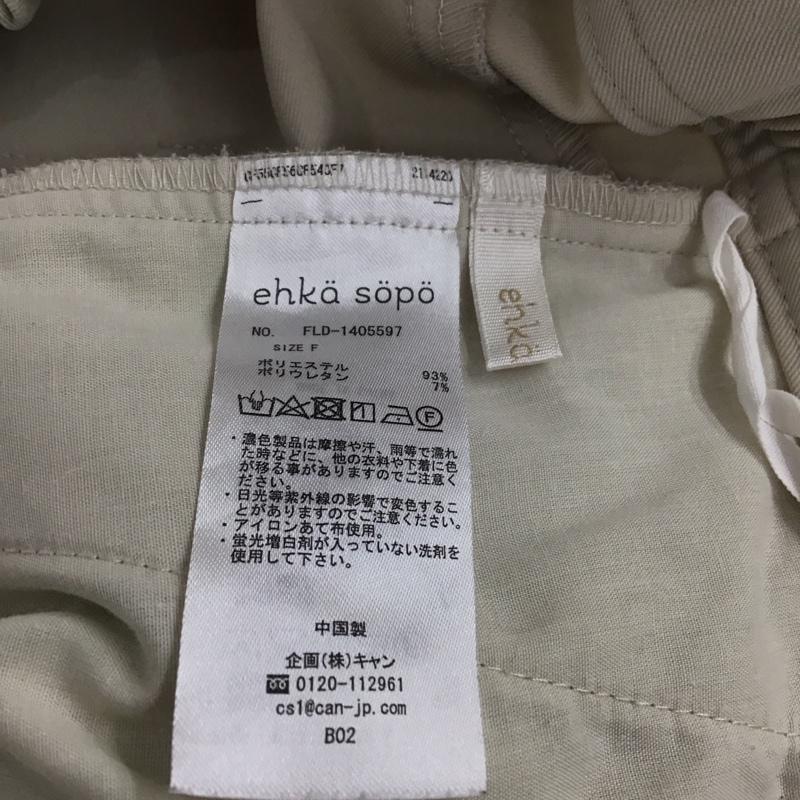 ehkä söpö
NO. FLD-1405597
SIZE F
ポリエステル 93%
ポリウレタン 7%
F
・濃色製品は摩擦や汗、雨等で濡れ
た時などに、他の衣料や下着に色
が移る事がありますのでご注意く
ださい。
・日光等紫外線の影響で変色するこ
とがありますのでご注意ください。
・アイロンあて布使用。
・蛍光増白剤が入っていない洗剤を
使用して下さい。
中国製
企画(株)キャン
0120-112961
cs1@can-jp.com
B02
ehkä